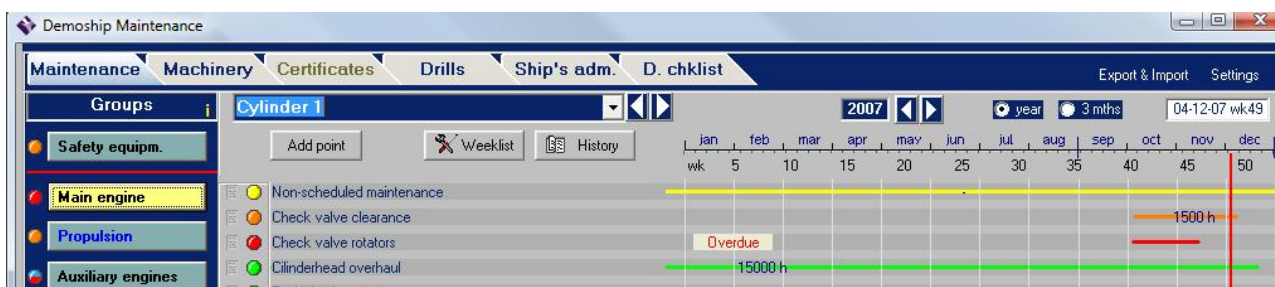 Demoship Maintenance
Maintenance Machinery Certificates Drills Ship's adm. D. chklist
Export & Import Settings
Groups i Cylinder 1 2007 year 3 mths 04-12-07 wk49
Safety equipm. Add point Weeklist History
jan feb mar apr may jun jul aug sep oct nov dec
wk 5 10 15 20 25 30 35 40 45 50
Main engine Non-scheduled maintenance
Check valve clearance 1500 h
Propulsion Check valve rotators Overdue
Auxiliary engines Cilinderhead overhaul 15000 h